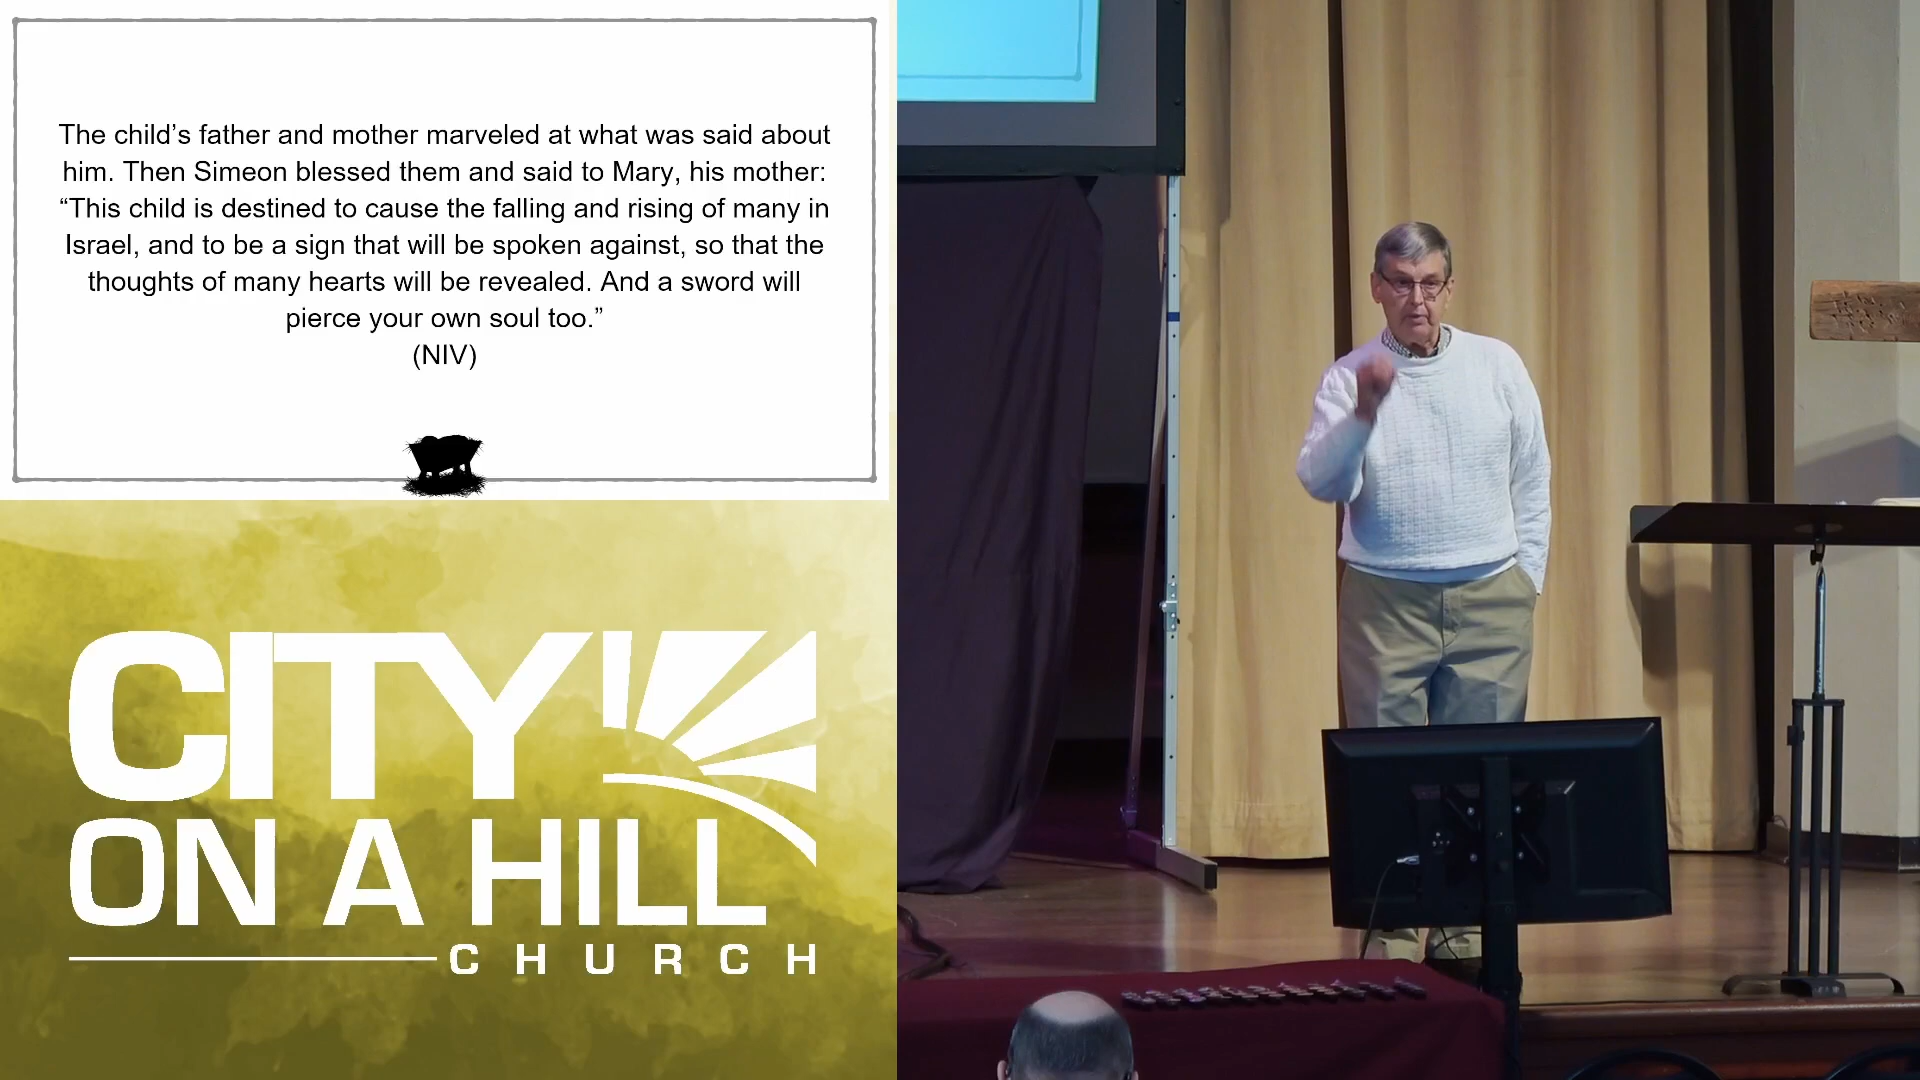 The child’s father and mother marveled at what was said about
him. Then Simeon blessed them and said to Mary, his mother:
“This child is destined to cause the falling and rising of many in
Israel, and to be a sign that will be spoken against, so that the
thoughts of many hearts will be revealed. And a sword will
pierce your own soul too.”
(NIV)
CITY
ON A HILL
CHURCH